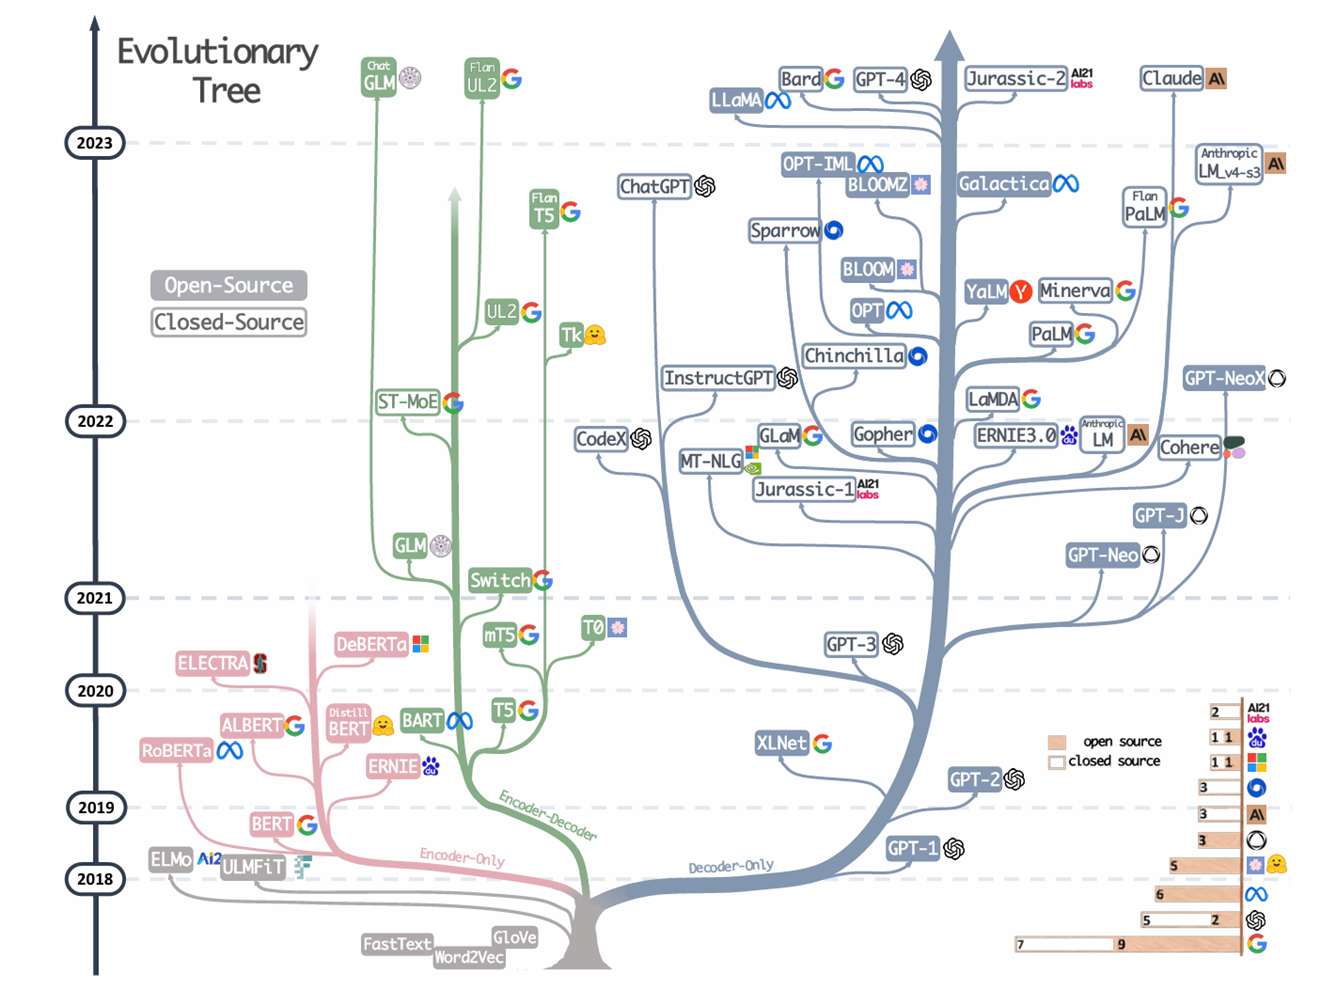 Evolutionary
Tree
Chat
GLM
Flan
UL2
Bard
GPT-4
Jurassic-2
AI21
labs
Claude
A\
LLaMA
2023
OPT-IML
Anthropic
LM_v4-s3
A\
ChatGPT
BLOOMZ
Galactica
Flan
T5
Flan
PaLM
Sparrow
BLOOM
Open-Source
YaLM
Y
Minerva
UL2
OPT
Closed-Source
Tk
PaLM
Chinchilla
InstructGPT
GPT-NeoX
ST-MoE
LaMDA
2022
CodeX
GLaM
Gopher
ERNIE3.0
Anthropic
LM
A\
Cohere
MT-NLG
Jurassic-1
AI21
labs
GPT-J
GLM
GPT-Neo
Switch
2021
mT5
T0
DeBERTa
GPT-3
ELECTRA
S
2020
T5
Distill
BERT
BART
ALBERT
RoBERTa
XLNet
ERNIE
du
GPT-2
2
AI21
labs
open source
1 1
du
closed source
1 1
3
Encoder-Decoder
2019
3
A\
BERT
3
GPT-1
ELMo
AI2
ULMFiT
Encoder-Only
Decoder-Only
5
2018
6
5 2
FastText
GloVe
Word2Vec
7 9